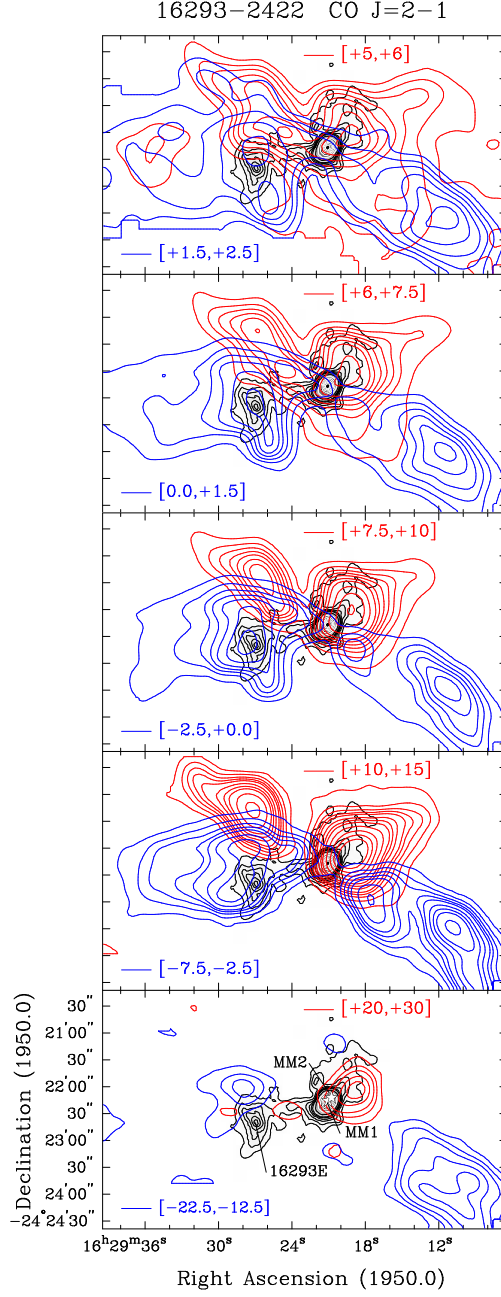 16293−2422 CO J=2−1
[+5,+6]
[+1.5,+2.5]
[+6,+7.5]
[0.0,+1.5]
[+7.5,+10]
[−2.5,+0.0]
[+10,+15]
[−7.5,−2.5]
[+20,+30]
MM2
MM1
16293E
[−22.5,−12.5]
Declination (1950.0)
30″
21′00″
30″
22′00″
30″
23′00″
30″
24′00″
−24°24′30″
16ʰ29ᵐ36ˢ 30ˢ 24ˢ 18ˢ 12ˢ
Right Ascension (1950.0)